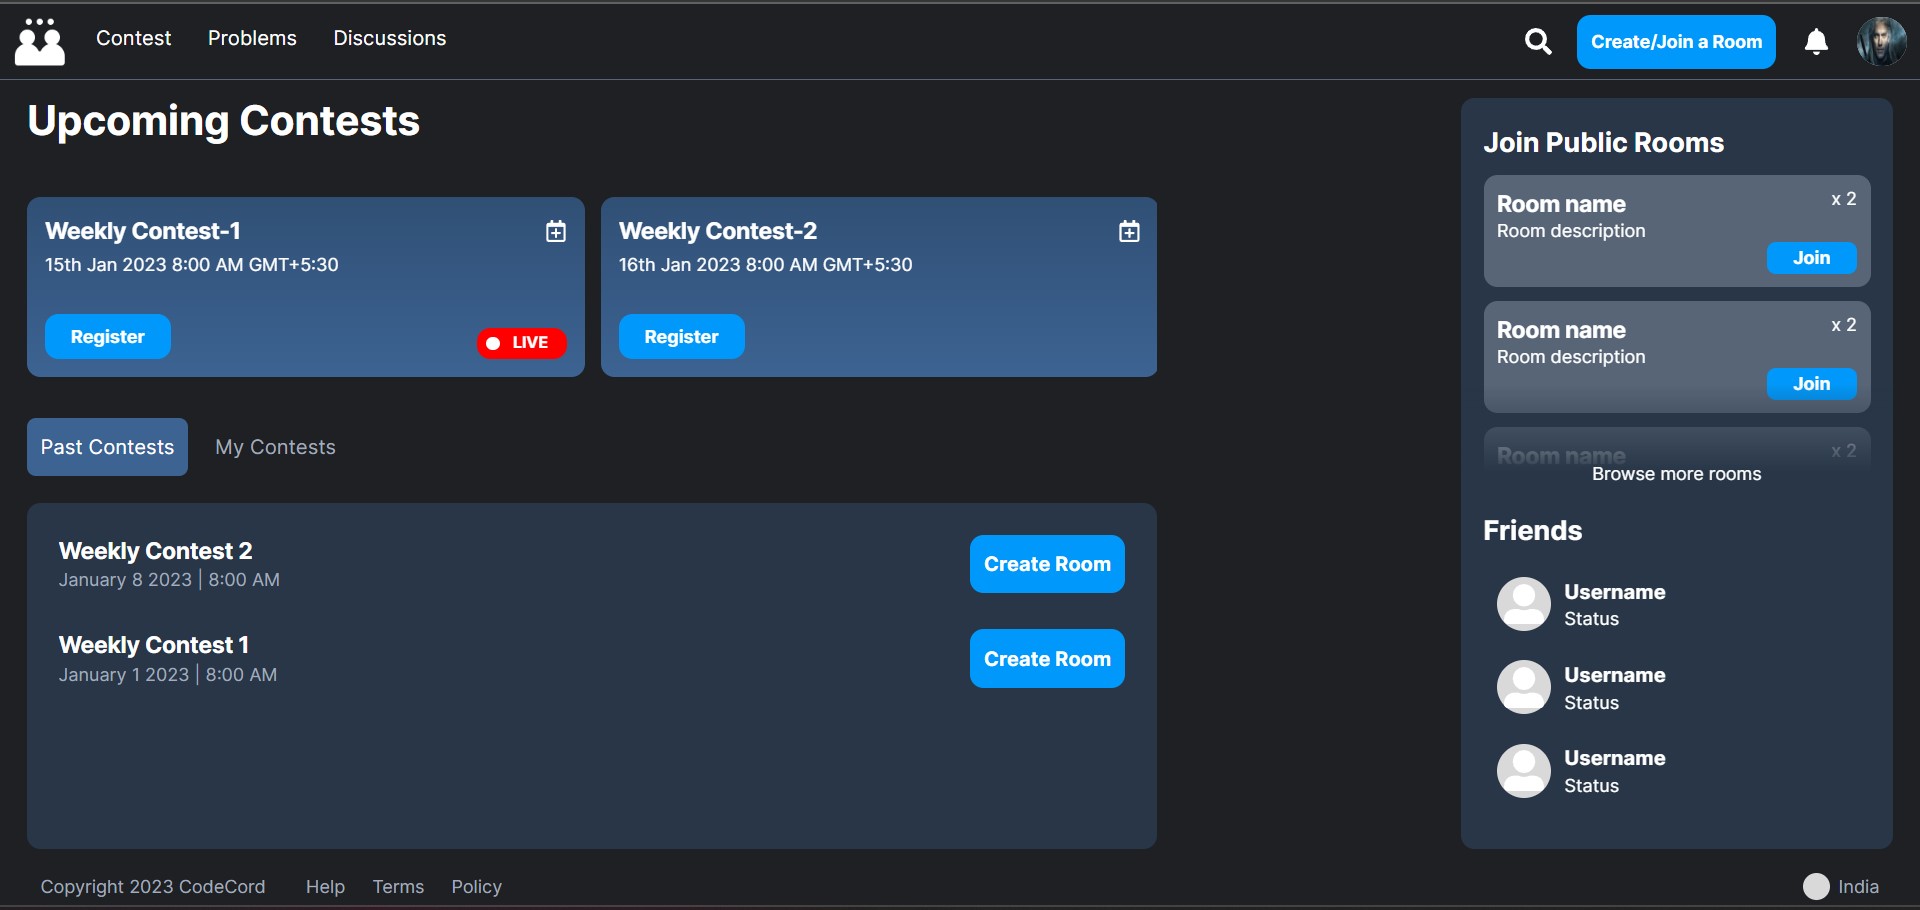 Contest
Problems
Discussions
Create/Join a Room
Upcoming Contests
Weekly Contest-1
15th Jan 2023 8:00 AM GMT+5:30
Register
LIVE
Weekly Contest-2
16th Jan 2023 8:00 AM GMT+5:30
Register
Past Contests
My Contests
Weekly Contest 2
January 8 2023 | 8:00 AM
Create Room
Weekly Contest 1
January 1 2023 | 8:00 AM
Create Room
Join Public Rooms
Room name
x 2
Room description
Join
Room name
x 2
Room description
Join
Room name
x 2
Browse more rooms
Friends
Username
Status
Username
Status
Username
Status
Copyright 2023 CodeCord
Help
Terms
Policy
India